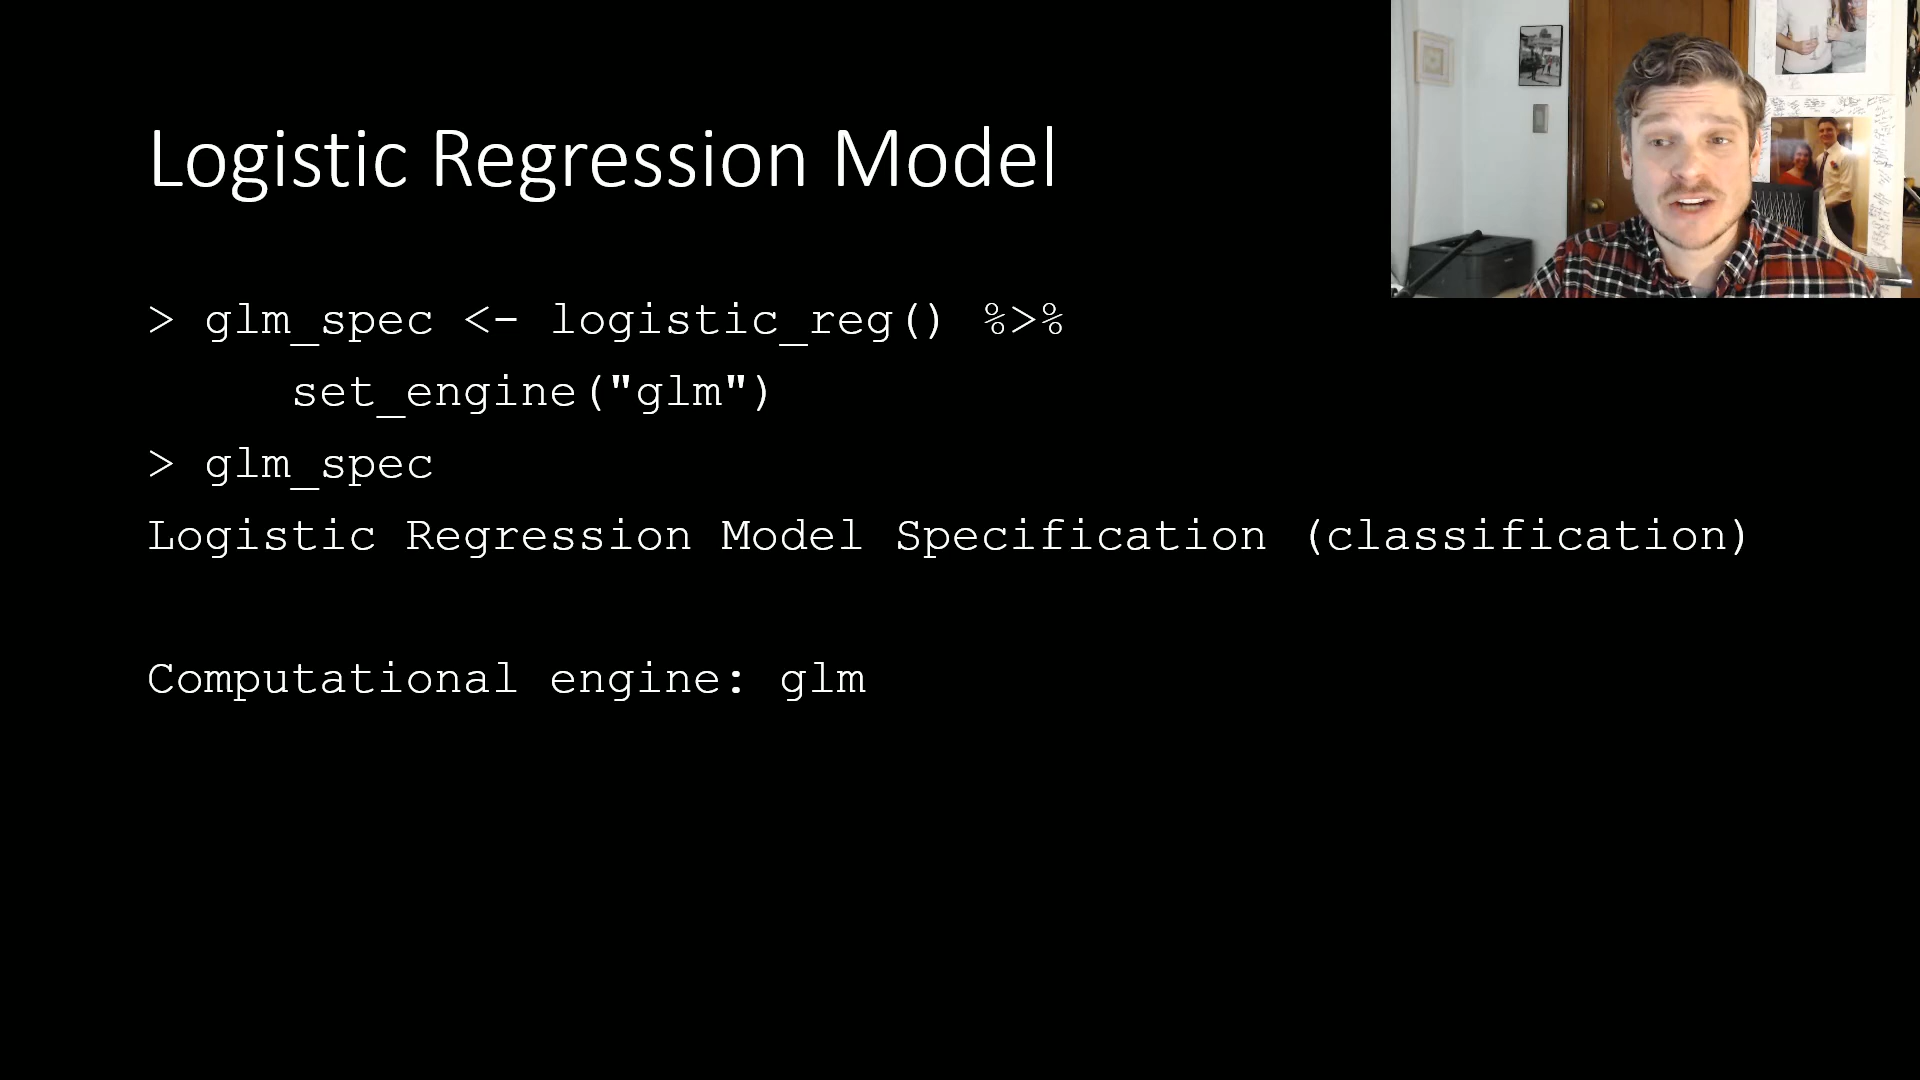 Logistic Regression Model
> glm_spec <- logistic_reg() %>%
set_engine("glm")
> glm_spec
Logistic Regression Model Specification (classification)
Computational engine: glm